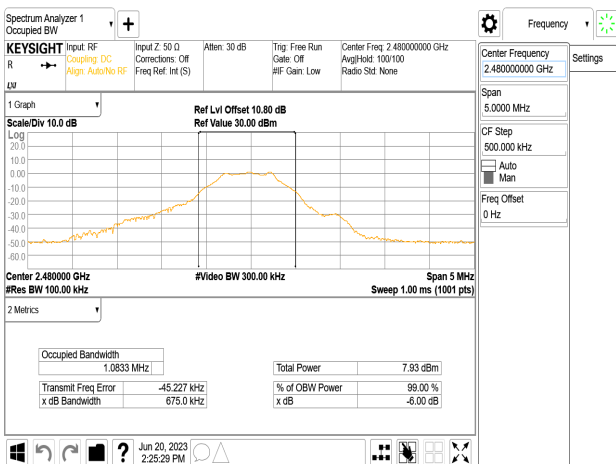 Spectrum Analyzer 1
Occupied BW
Frequency
KEYSIGHT
R
LXI
Input: RF
Coupling: DC
Align: Auto/No RF
Input Z: 50 Ω
Corrections: Off
Freq Ref: Int (S)
Atten: 30 dB
Trig: Free Run
Gate: Off
#IF Gain: Low
Center Freq: 2.480000000 GHz
Avg|Hold: 100/100
Radio Std: None
Center Frequency
2.480000000 GHz
Settings
Span
5.0000 MHz
CF Step
500.000 kHz
Auto
Man
Freq Offset
0 Hz
1 Graph
Scale/Div 10.0 dB
Ref Lvl Offset 10.80 dB
Ref Value 30.00 dBm
Log
20.0
10.0
0.00
-10.0
-20.0
-30.0
-40.0
-50.0
-60.0
Center 2.480000 GHz
#Res BW 100.00 kHz
#Video BW 300.00 kHz
Span 5 MHz
Sweep 1.00 ms (1001 pts)
2 Metrics
Occupied Bandwidth
1.0833 MHz
Total Power 7.93 dBm
Transmit Freq Error -45.227 kHz
% of OBW Power 99.00 %
x dB Bandwidth 675.0 kHz
x dB -6.00 dB
?
Jun 20, 2023
2:25:29 PM